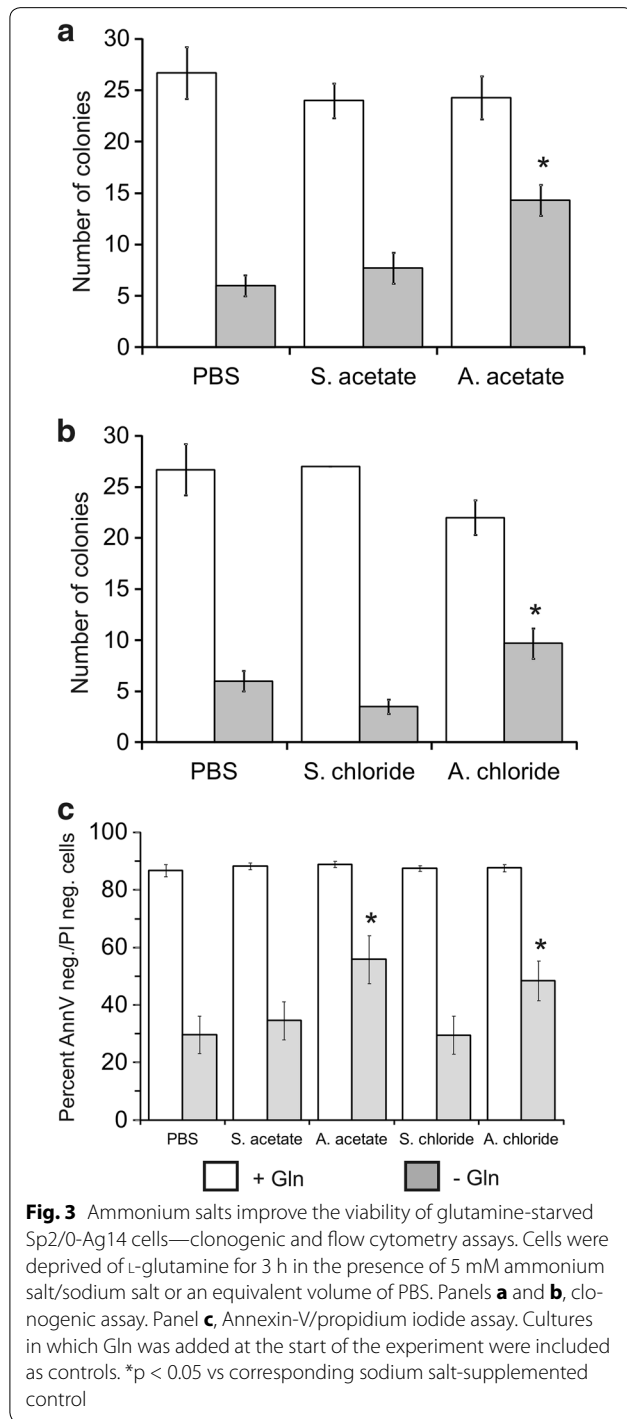 a
30
25
20
15
10
5
0
Number of colonies
*
PBS S. acetate A. acetate
b
30
25
20
15
10
5
0
Number of colonies
*
PBS S. chloride A. chloride
c
100
80
60
40
20
0
Percent AnnV neg./PI neg. cells
* *
PBS S. acetate A. acetate S. chloride A. chloride
+ Gln - Gln
Fig. 3 Ammonium salts improve the viability of glutamine-starved
Sp2/0-Ag14 cells—clonogenic and flow cytometry assays. Cells were
deprived of L-glutamine for 3 h in the presence of 5 mM ammonium
salt/sodium salt or an equivalent volume of PBS. Panels a and b, clo-
nogenic assay. Panel c, Annexin-V/propidium iodide assay. Cultures
in which Gln was added at the start of the experiment were included
as controls. *p < 0.05 vs corresponding sodium salt-supplemented
control